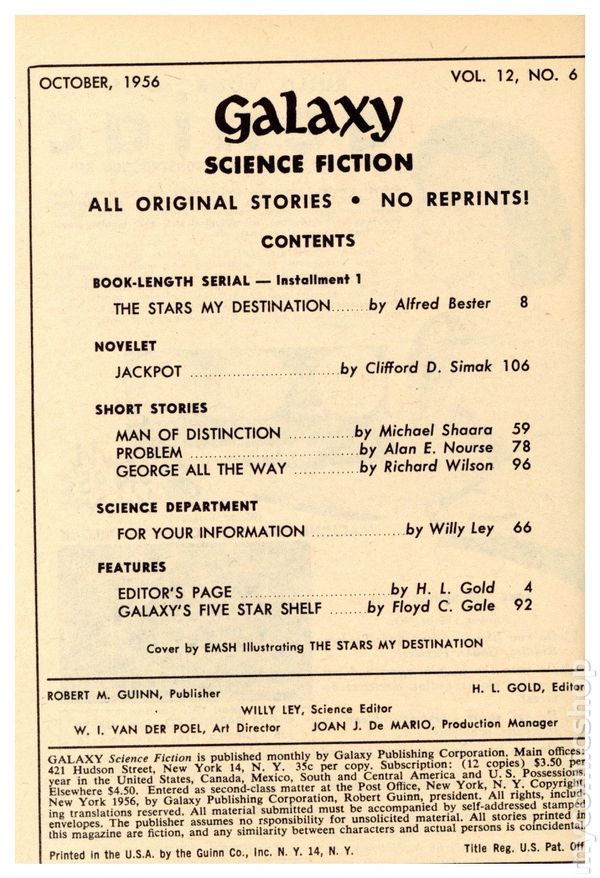 OCTOBER, 1956 VOL. 12, NO. 6
Galaxy
SCIENCE FICTION
ALL ORIGINAL STORIES • NO REPRINTS!
CONTENTS
BOOK-LENGTH SERIAL — Installment 1
THE STARS MY DESTINATION.......by Alfred Bester 8
NOVELET
JACKPOT ........................by Clifford D. Simak 106
SHORT STORIES
MAN OF DISTINCTION ............by Michael Shaara 59
PROBLEM ............................by Alan E. Nourse 78
GEORGE ALL THE WAY ............by Richard Wilson 96
SCIENCE DEPARTMENT
FOR YOUR INFORMATION ................by Willy Ley 66
FEATURES
EDITOR'S PAGE .........................by H. L. Gold 4
GALAXY'S FIVE STAR SHELF .......by Floyd C. Gale 92
Cover by EMSH Illustrating THE STARS MY DESTINATION
ROBERT M. GUINN, Publisher H. L. GOLD, Editor
WILLY LEY, Science Editor
W. I. VAN DER POEL, Art Director JOAN J. De MARIO, Production Manager
GALAXY Science Fiction is published monthly by Galaxy Publishing Corporation. Main offices:
421 Hudson Street, New York 14, N. Y. 35c per copy. Subscription: (12 copies) $3.50 per
year in the United States, Canada, Mexico, South and Central America and U. S. Possessions.
Elsewhere $4.50. Entered as second-class matter at the Post Office, New York, N. Y. Copyright,
New York 1956, by Galaxy Publishing Corporation, Robert Guinn, president. All rights, includ-
ing translations reserved. All material submitted must be accompanied by self-addressed stamped
envelopes. The publisher assumes no rsponsibility for unsolicited material. All stories printed in
this magazine are fiction, and any similarity between characters and actual persons is coincidental.
Printed in the U.S.A. by the Guinn Co., Inc. N. Y. 14, N. Y. Title Reg. U.S. Pat. Off
mycomicshop